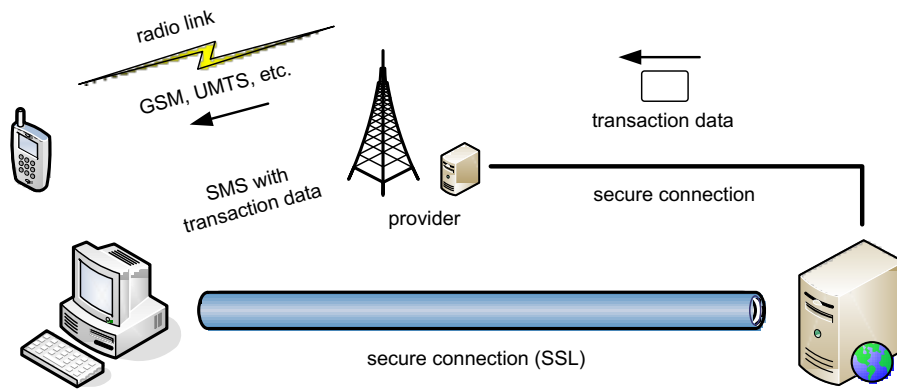 radio link
GSM, UMTS, etc.
transaction data
SMS with
transaction data
provider
secure connection
secure connection (SSL)